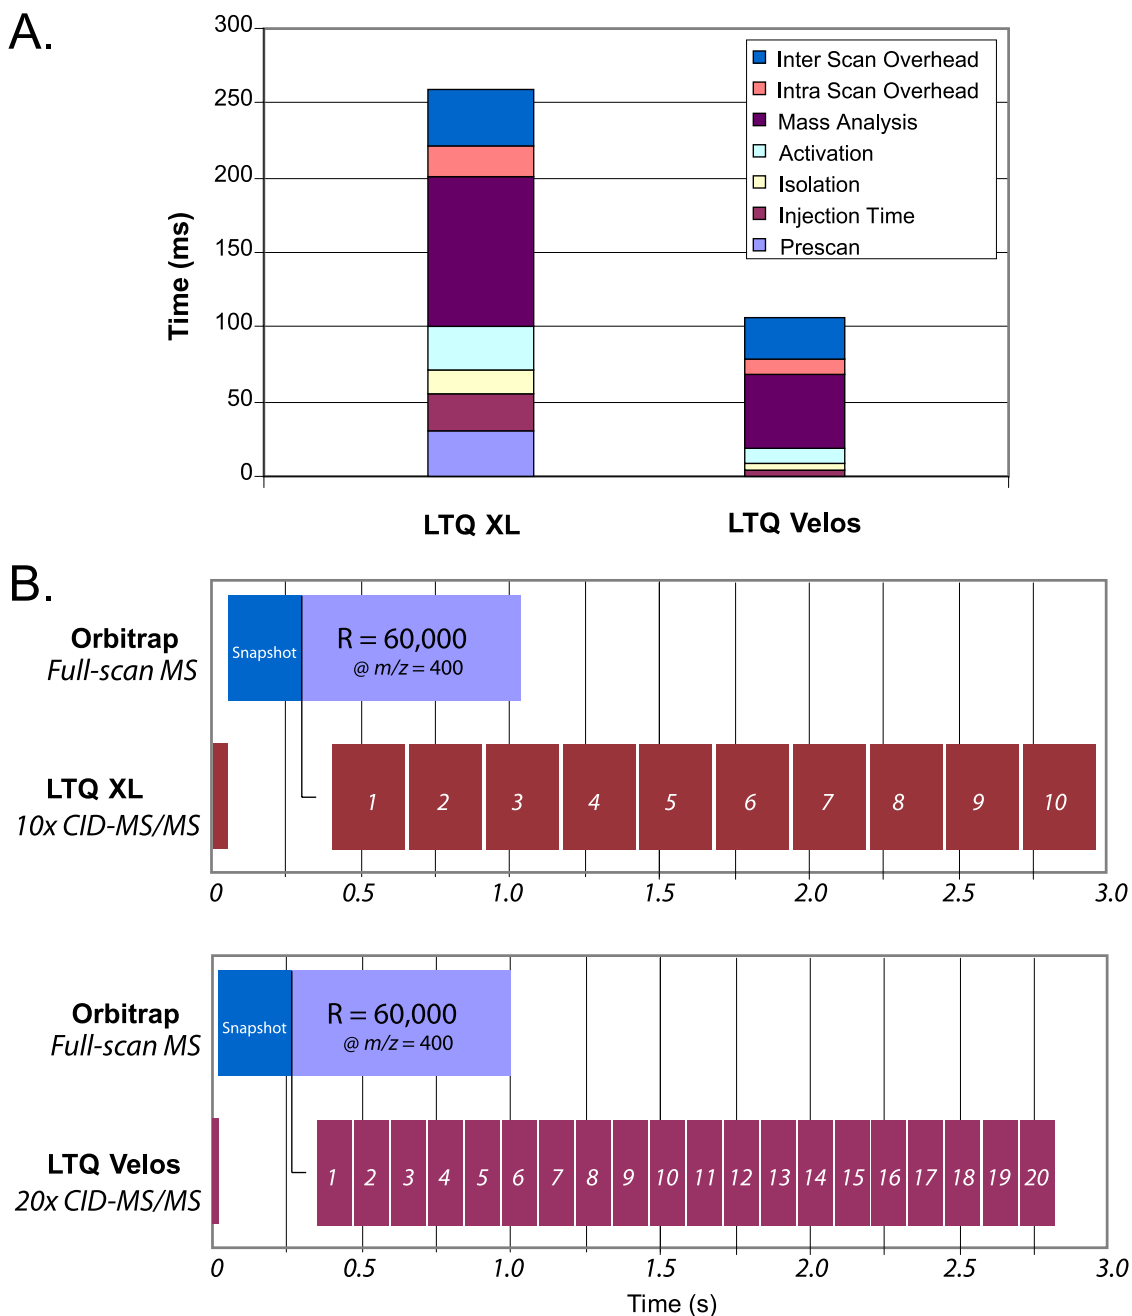 A.
300
250
200
150
100
50
0
Time (ms)
Inter Scan Overhead
Intra Scan Overhead
Mass Analysis
Activation
Isolation
Injection Time
Prescan
LTQ XL
LTQ Velos
B.
Orbitrap
Full-scan MS
Snapshot
R = 60,000
@ m/z = 400
LTQ XL
10x CID-MS/MS
1 2 3 4 5 6 7 8 9 10
0 0.5 1.0 1.5 2.0 2.5 3.0
Orbitrap
Full-scan MS
Snapshot
R = 60,000
@ m/z = 400
LTQ Velos
20x CID-MS/MS
1 2 3 4 5 6 7 8 9 10 11 12 13 14 15 16 17 18 19 20
0 0.5 1.0 1.5 2.0 2.5 3.0
Time (s)